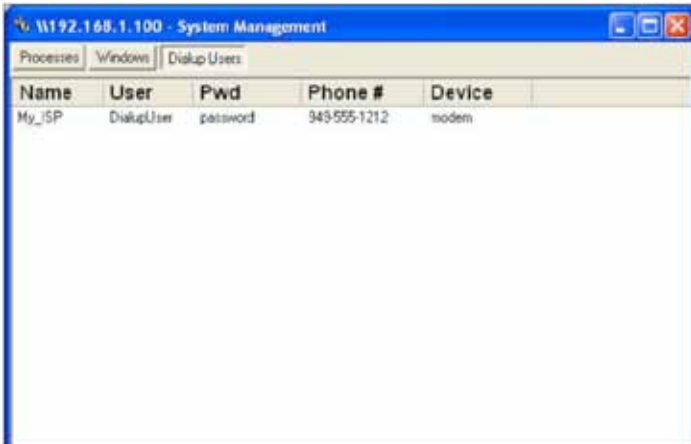 \\192.168.1.100 - System Management
Processes Windows Dialup Users
Name User Pwd Phone # Device
My_ISP DialupUser password 949-555-1212 modem